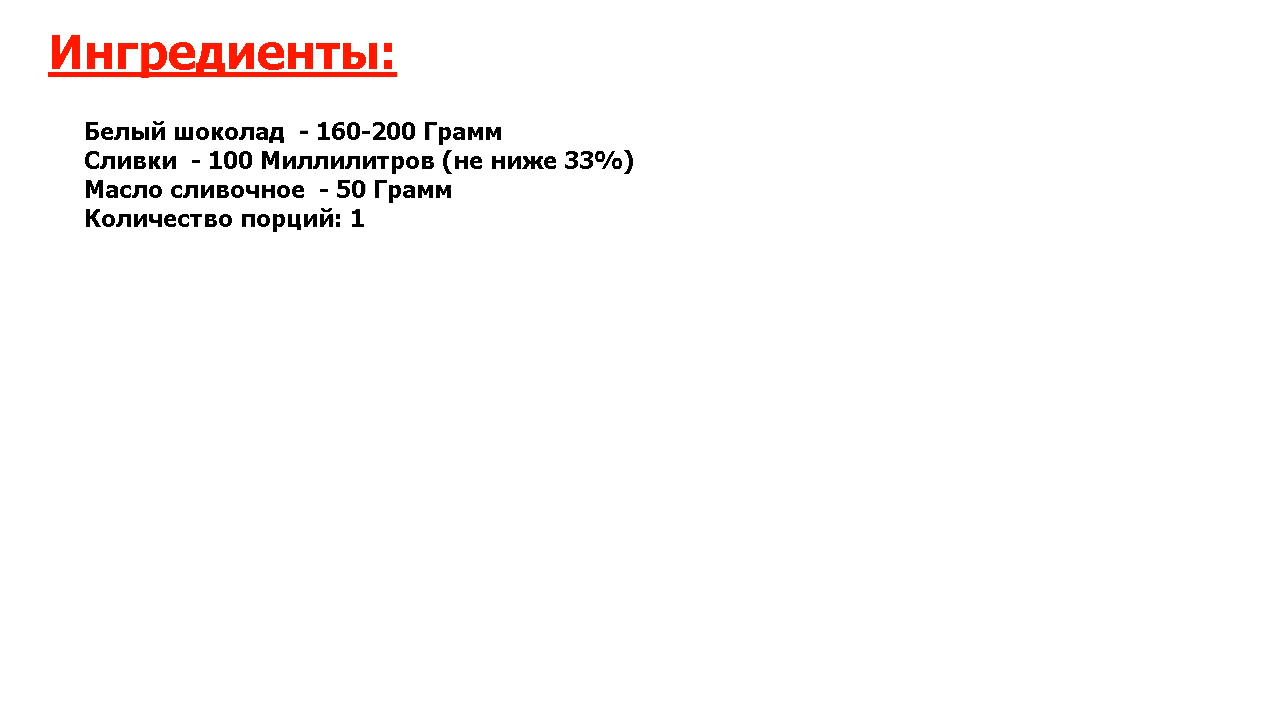 Ингредиенты:
Белый шоколад  - 160-200 Грамм
Сливки  - 100 Миллилитров (не ниже 33%)
Масло сливочное  - 50 Грамм
Количество порций: 1